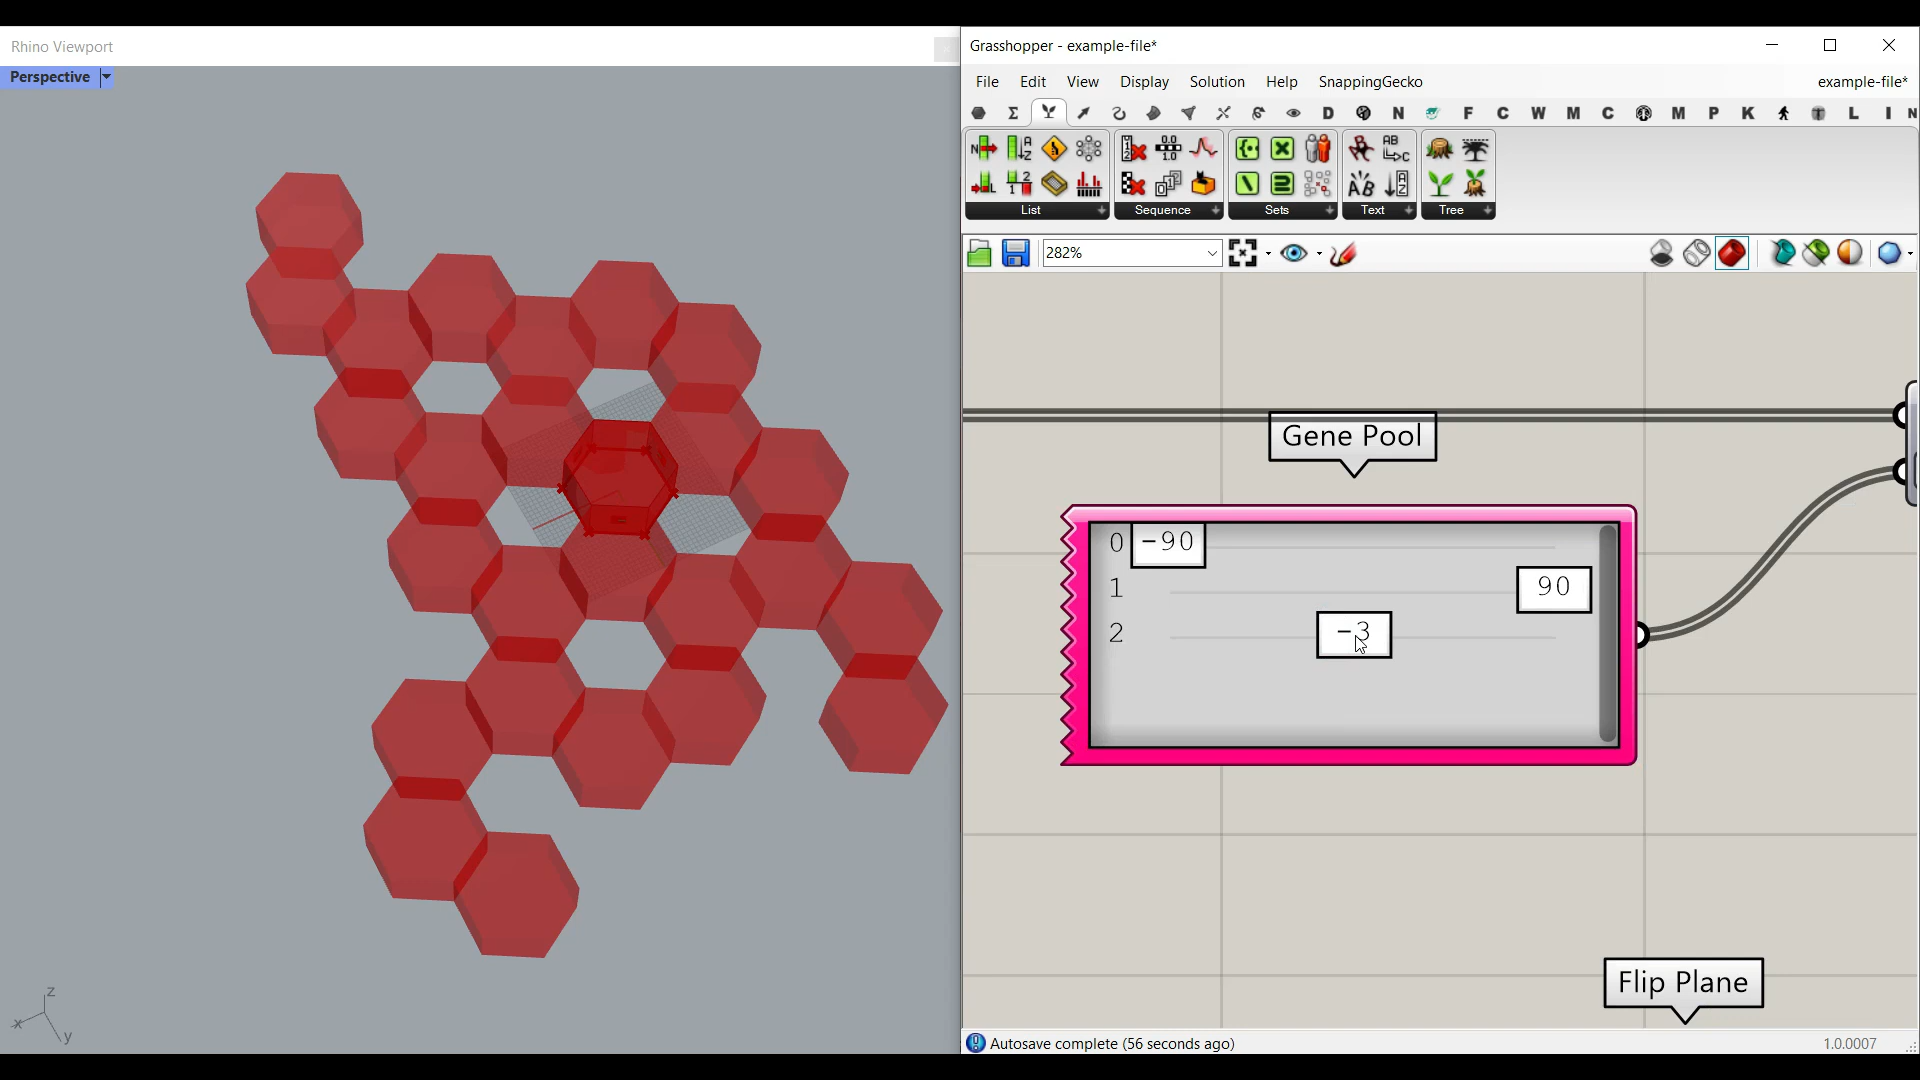 Rhino Viewport
Perspective
z
x
y
Grasshopper - example-file*
File Edit View Display Solution Help SnappingGecko example-file*
D N F C W M C M P K L I N
List Sequence Sets Text Tree
282%
Gene Pool
0 -90
1 90
2 -3
Flip Plane
Autosave complete (56 seconds ago) 1.0.0007